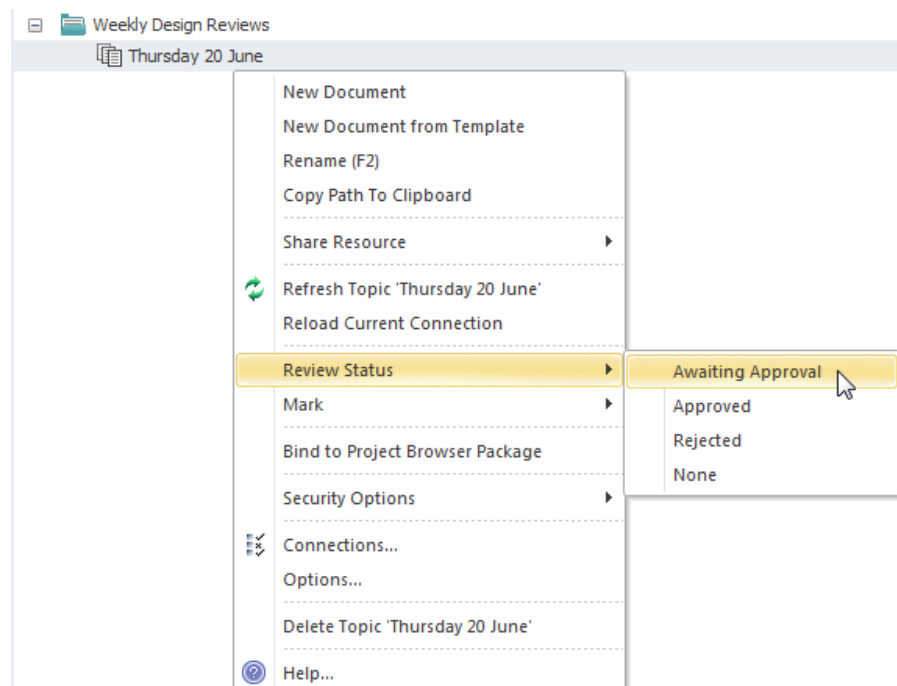 Weekly Design Reviews
Thursday 20 June
New Document
New Document from Template
Rename (F2)
Copy Path To Clipboard
Share Resource
Refresh Topic 'Thursday 20 June'
Reload Current Connection
Review Status
Awaiting Approval
Mark
Approved
Rejected
Bind to Project Browser Package
None
Security Options
Connections...
Options...
Delete Topic 'Thursday 20 June'
Help...